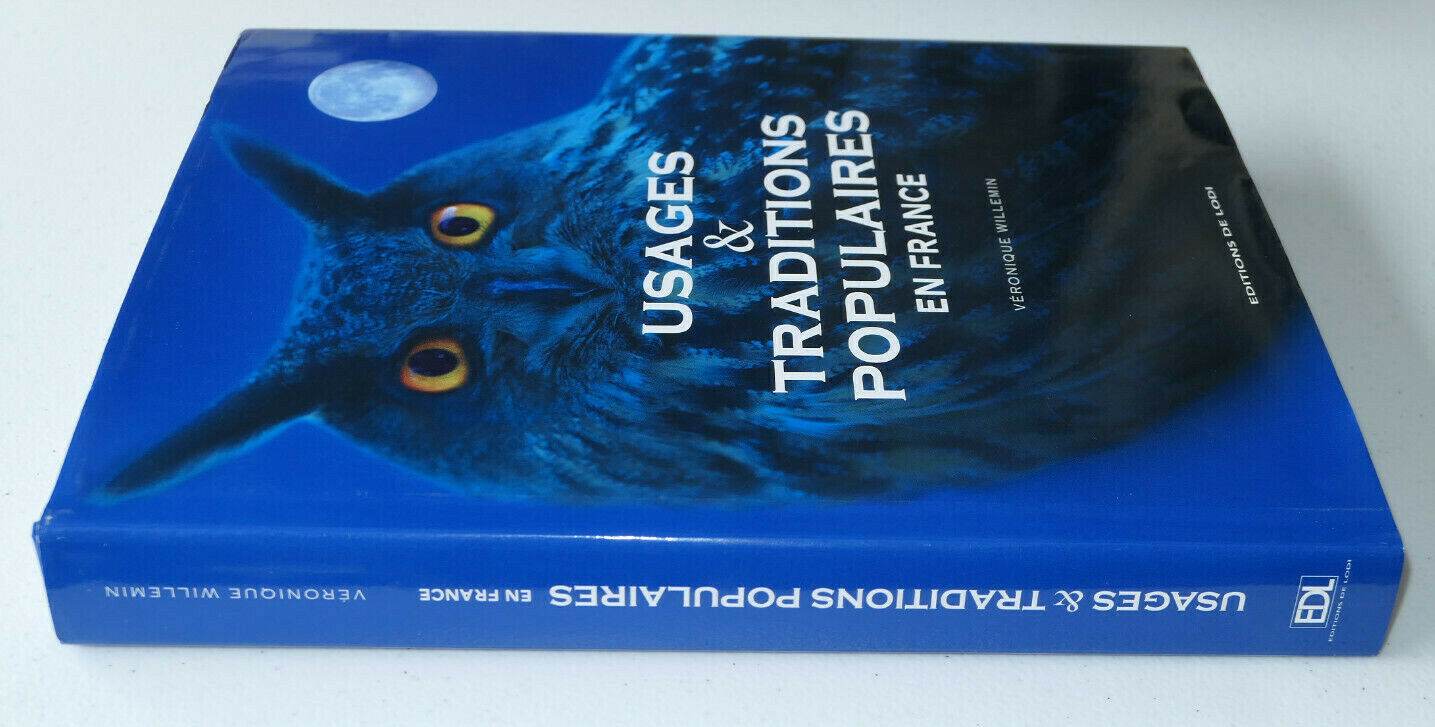 USAGES
&
TRADITIONS
POPULAIRES
EN FRANCE
VÉRONIQUE WILLEMIN
EDITIONS DE LODI
USAGES & TRADITIONS POPULAIRES EN FRANCE VÉRONIQUE WILLEMIN
EDL
EDITIONS DE LODI